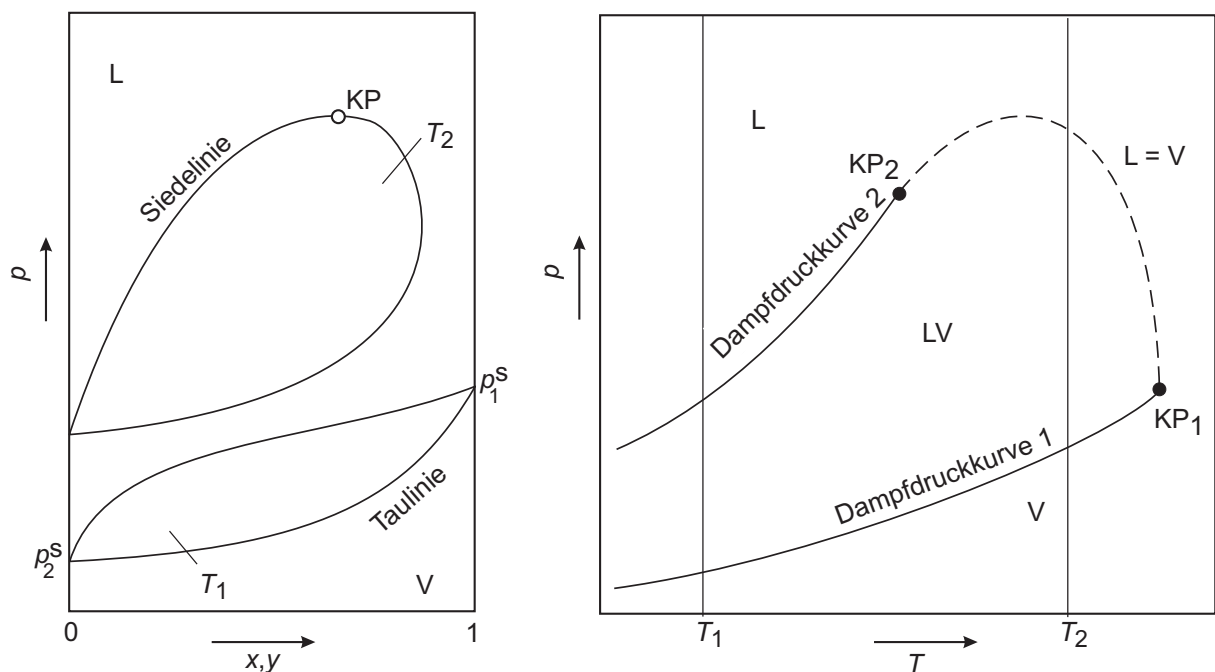 L
KP
T2
Siedelinie
p
p1s
Taulinie
p2s
T1
V
0
1
x,y
L
KP2
L = V
Dampfdruckkurve 2
p
LV
KP1
Dampfdruckkurve 1
V
T1
T2
T